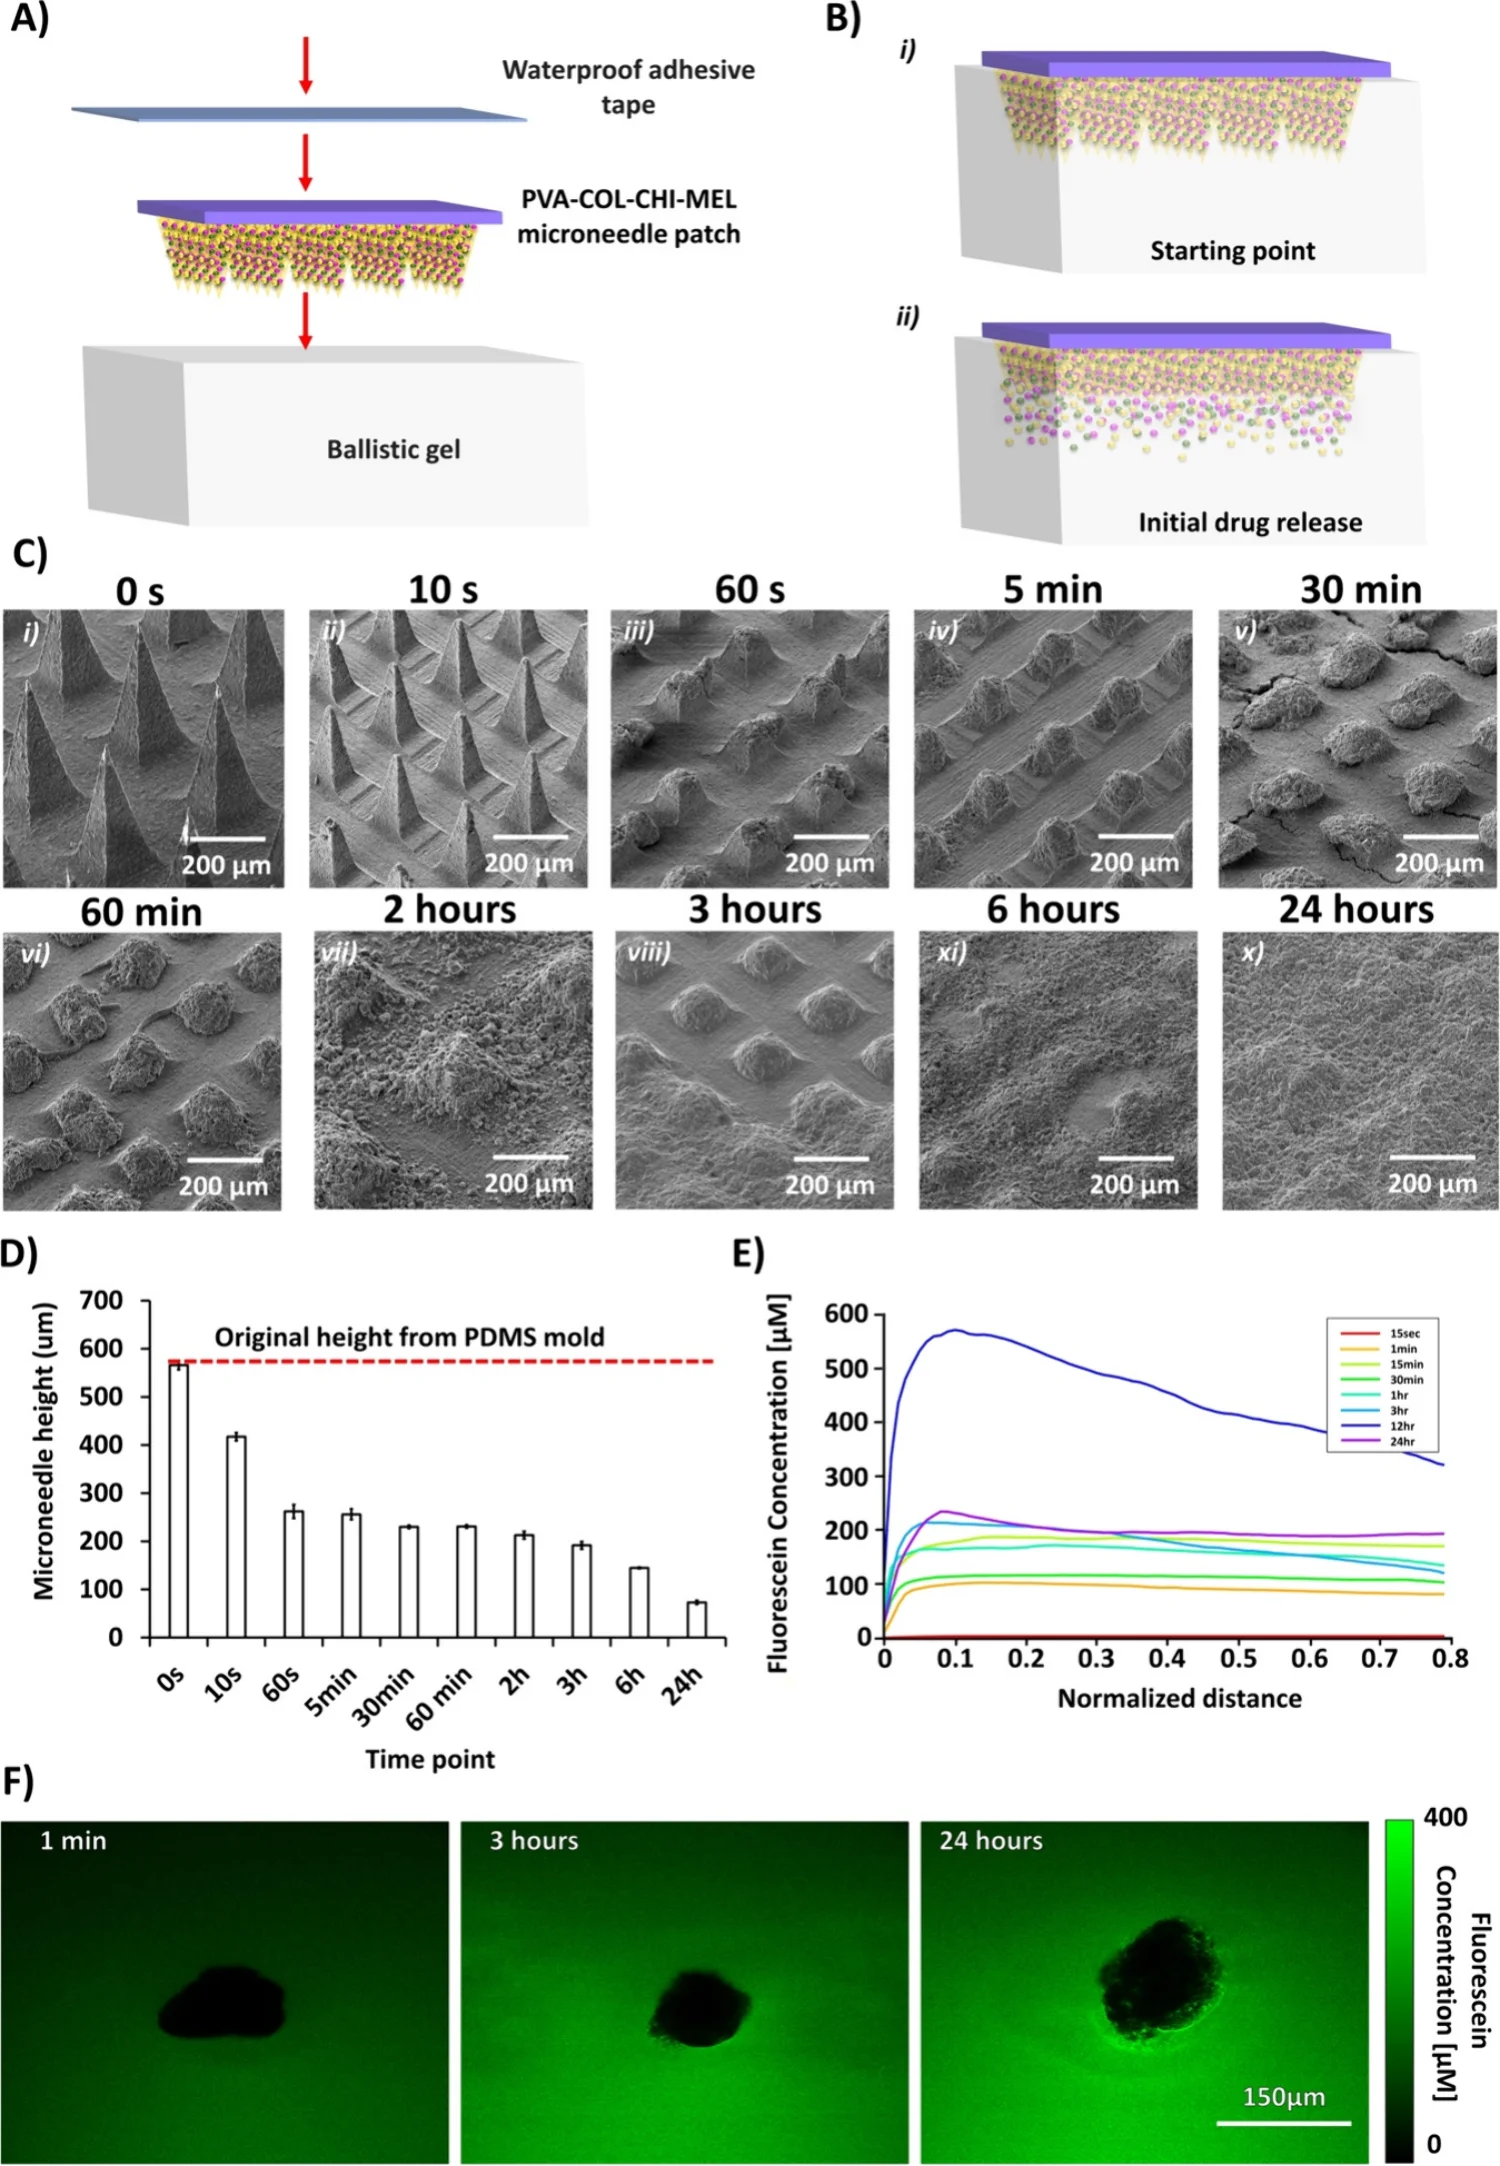 A)
Waterproof adhesive
tape
PVA-COL-CHI-MEL
microneedle patch
Ballistic gel
B)
i)
Starting point
ii)
Initial drug release
C)
0 s
10 s
60 s
5 min
30 min
i)
ii)
iii)
iv)
v)
200 µm
200 µm
200 µm
200 µm
200 µm
60 min
2 hours
3 hours
6 hours
24 hours
vi)
vii)
viii)
xi)
x)
200 µm
200 µm
200 µm
200 µm
200 µm
D)
Microneedle height (um)
700
600
500
400
300
200
100
0
Original height from PDMS mold
0s
10s
60s
5min
30min
60 min
2h
3h
6h
24h
Time point
E)
Fluorescein Concentration [µM]
600
500
400
300
200
100
0
15sec
1min
15min
30min
1hr
3hr
12hr
24hr
0
0.1
0.2
0.3
0.4
0.5
0.6
0.7
0.8
Normalized distance
F)
1 min
3 hours
24 hours
150µm
400
Fluorescein
Concentration [µM]
0